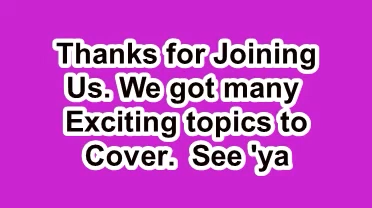 Thanks for Joining
Us. We got many
Exciting topics to
Cover.  See 'ya